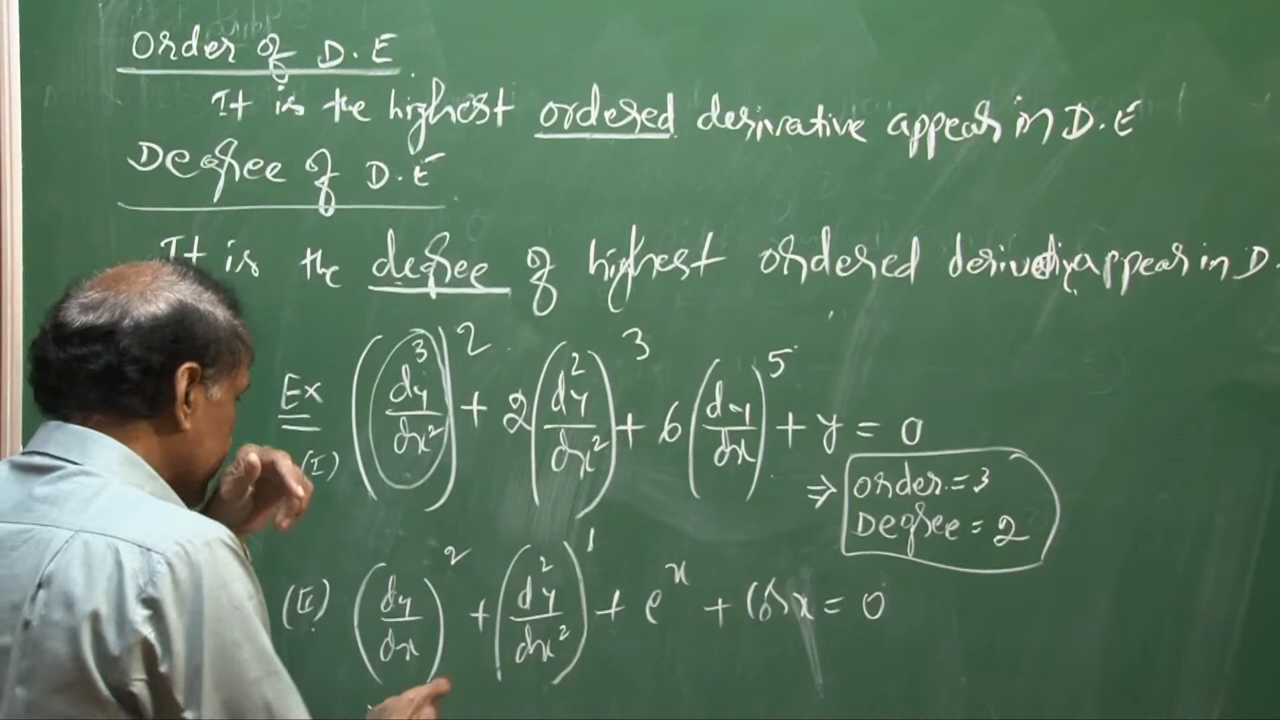 Order of D.E
It is the highest ordered derivative appear in D.E
Degree of D.E
It is the degree of highest ordered derivative appear in D.
Ex (I) (d³y/dx²)² + 2(d²y/dx²)³ + 6(dy/dx)⁵ + y = 0
⇒ order = 3
Degree = 2
(II) (dy/dx)² + (d²y/dx²)¹ + eˣ + Cos x = 0